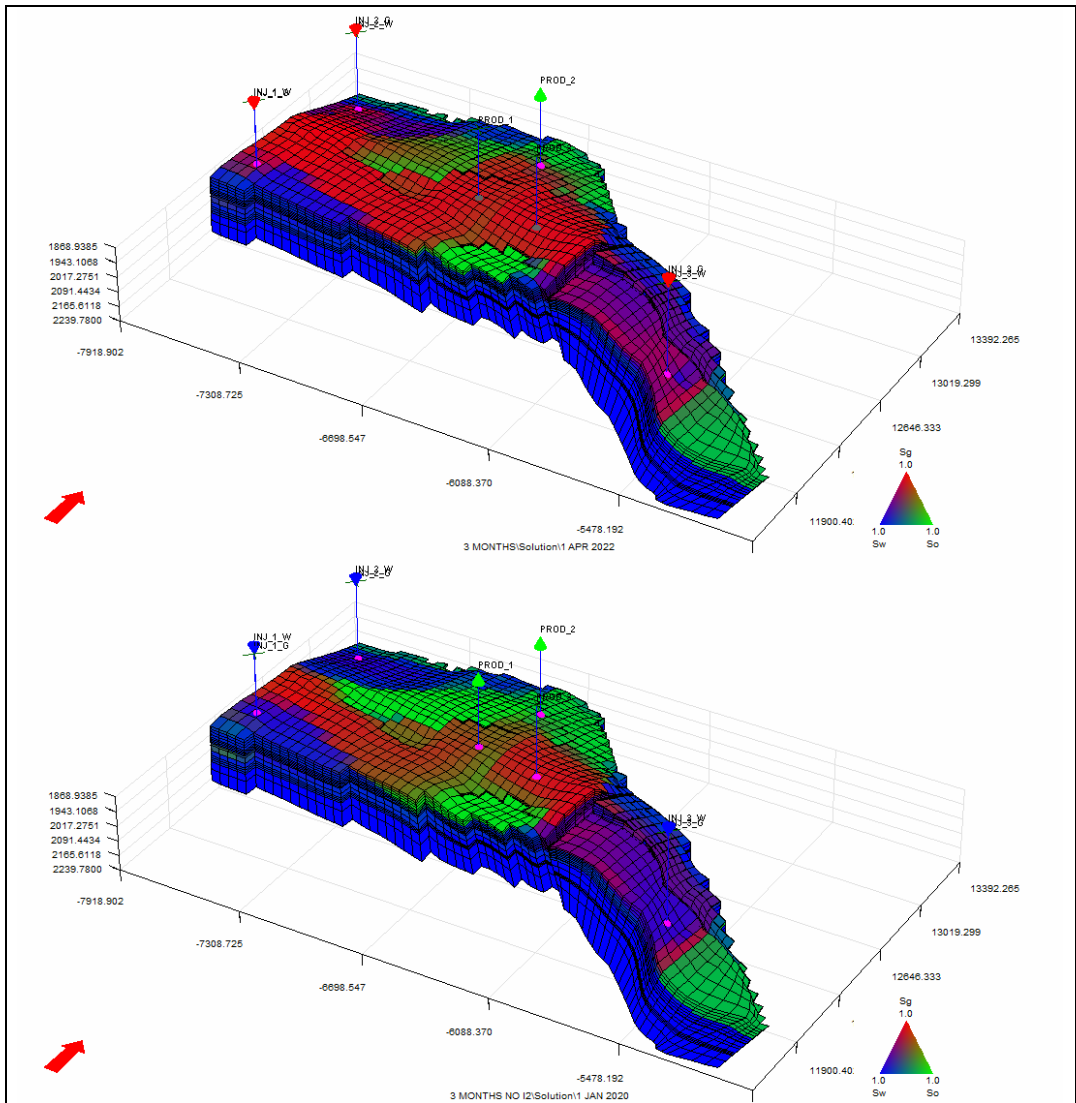 INJ_2_W
INJ_1_W
PROD_2
PROD_1
INJ_3_G
INJ_3_W
1868.9385
1943.1068
2017.2751
2091.4434
2165.6118
2239.7800
-7918.902
-7308.725
-6698.547
-6088.370
-5478.192
13392.265
13019.299
12646.333
11900.40
Sg
1.0
1.0 1.0
Sw So
3 MONTHS\Solution\1 APR 2022
INJ_2_G
INJ_1_W
INJ_1_G
PROD_2
PROD_1
INJ_3_W
INJ_3_G
1868.9385
1943.1068
2017.2751
2091.4434
2165.6118
2239.7800
-7918.902
-7308.725
-6698.547
-6088.370
-5478.192
13392.265
13019.299
12646.333
11900.40
Sg
1.0
1.0 1.0
Sw So
3 MONTHS NO I2\Solution\1 JAN 2020